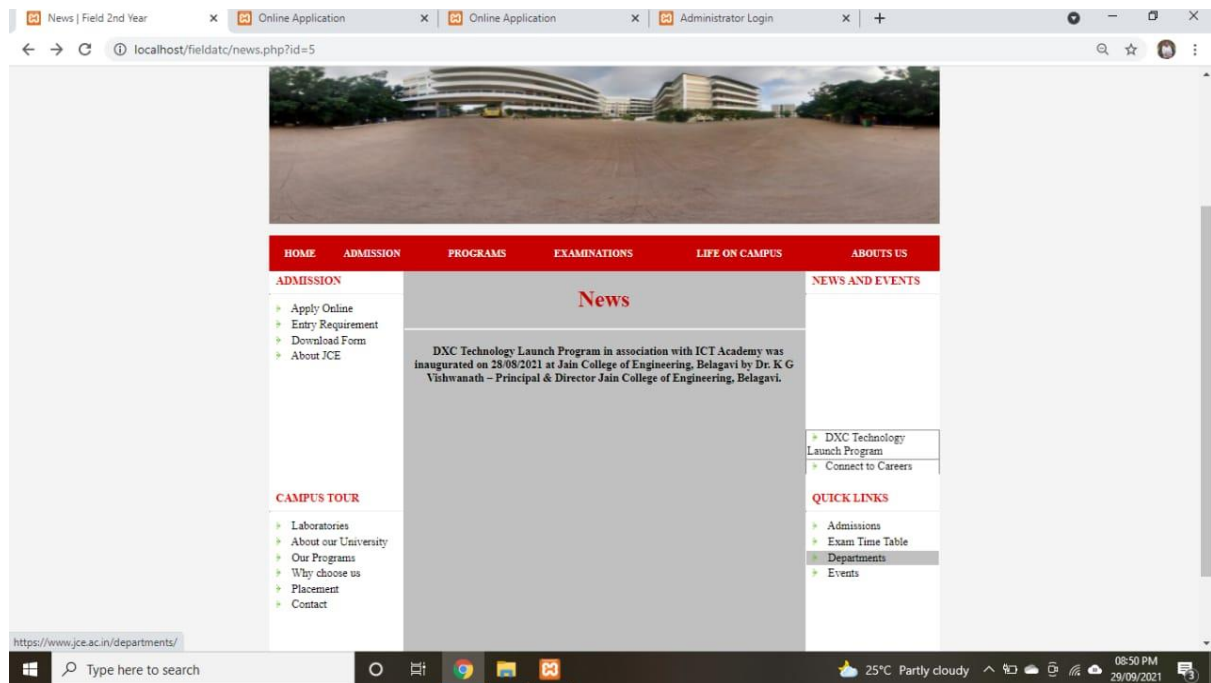 News | Field 2nd Year
Online Application
Online Application
Administrator Login
localhost/fieldatc/news.php?id=5
HOME ADMISSION PROGRAMS EXAMINATIONS LIFE ON CAMPUS ABOUTS US
ADMISSION
Apply Online
Entry Requirement
Download Form
About JCE
CAMPUS TOUR
Laboratories
About our University
Our Programs
Why choose us
Placement
Contact
News
DXC Technology Launch Program in association with ICT Academy was
inaugurated on 28/08/2021 at Jain College of Engineering, Belagavi by Dr. K G
Vishwanath – Principal & Director Jain College of Engineering, Belagavi.
NEWS AND EVENTS
DXC Technology
Launch Program
Connect to Careers
QUICK LINKS
Admissions
Exam Time Table
Departments
Events
https://www.jce.ac.in/departments/
Type here to search
25°C Partly cloudy
08:50 PM
29/09/2021
3